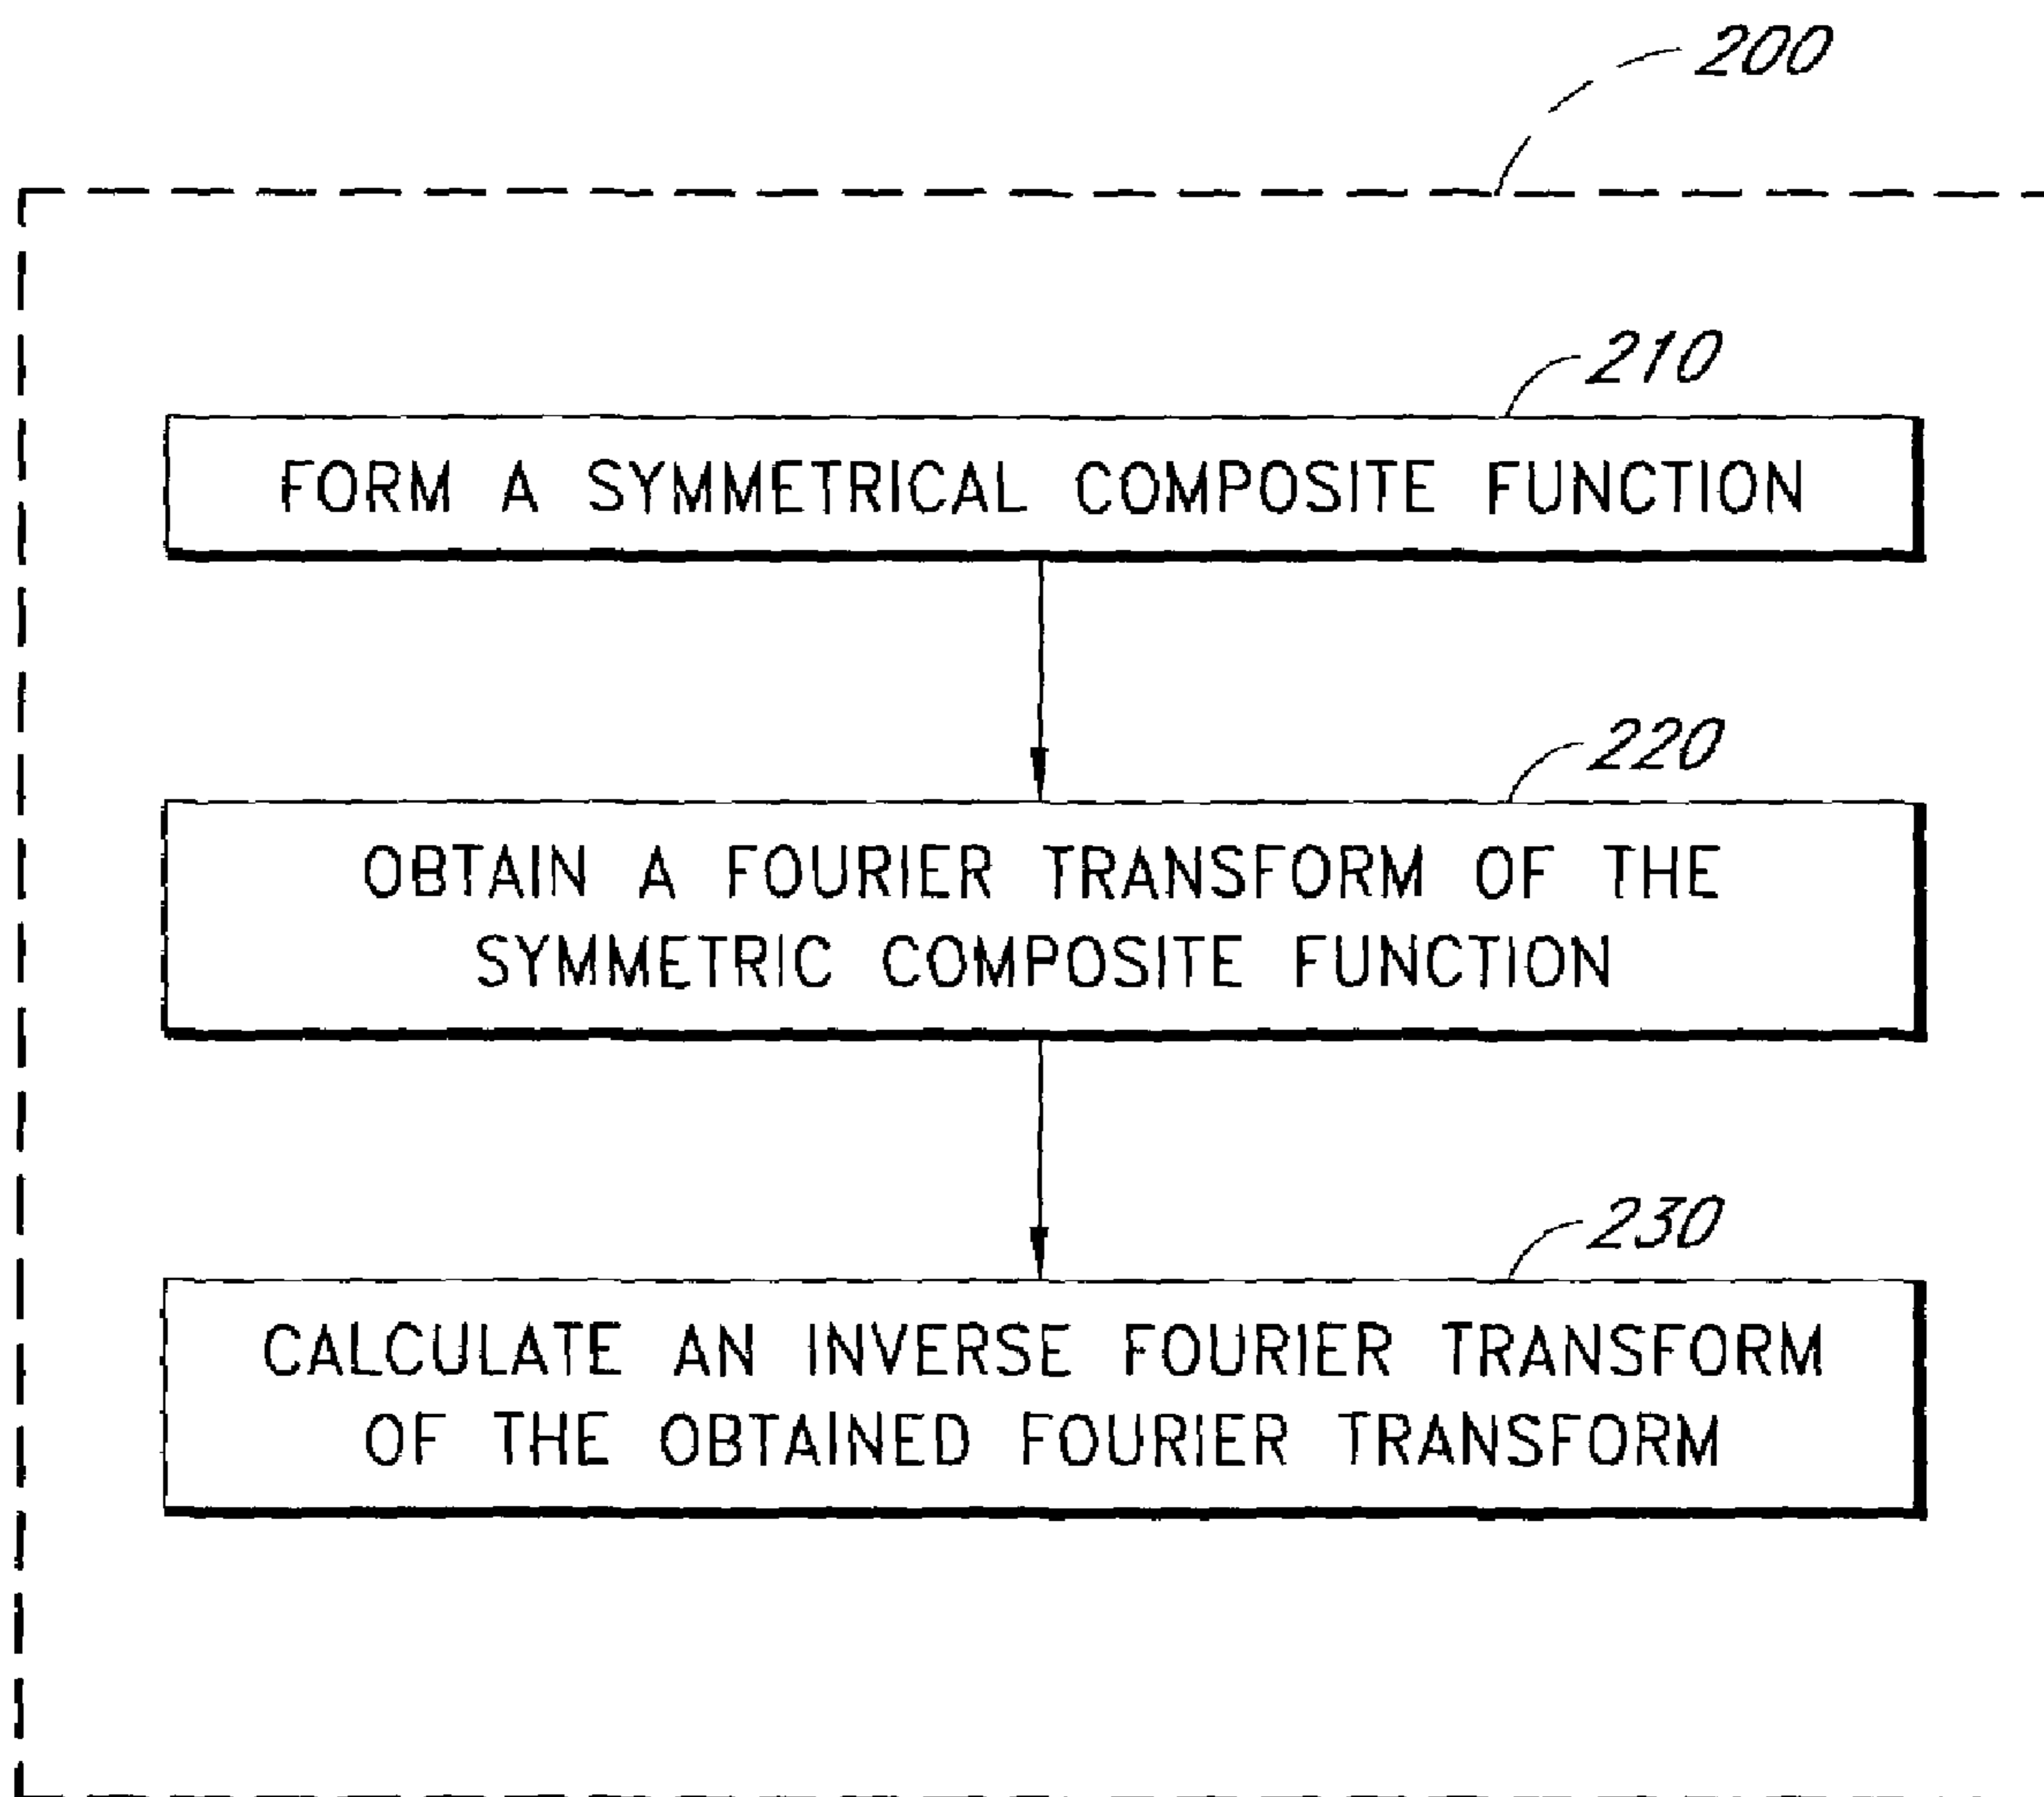 200
210
FORM A SYMMETRICAL COMPOSITE FUNCTION
220
OBTAIN A FOURIER TRANSFORM OF THE
SYMMETRIC COMPOSITE FUNCTION
230
CALCULATE AN INVERSE FOURIER TRANSFORM
OF THE OBTAINED FOURIER TRANSFORM